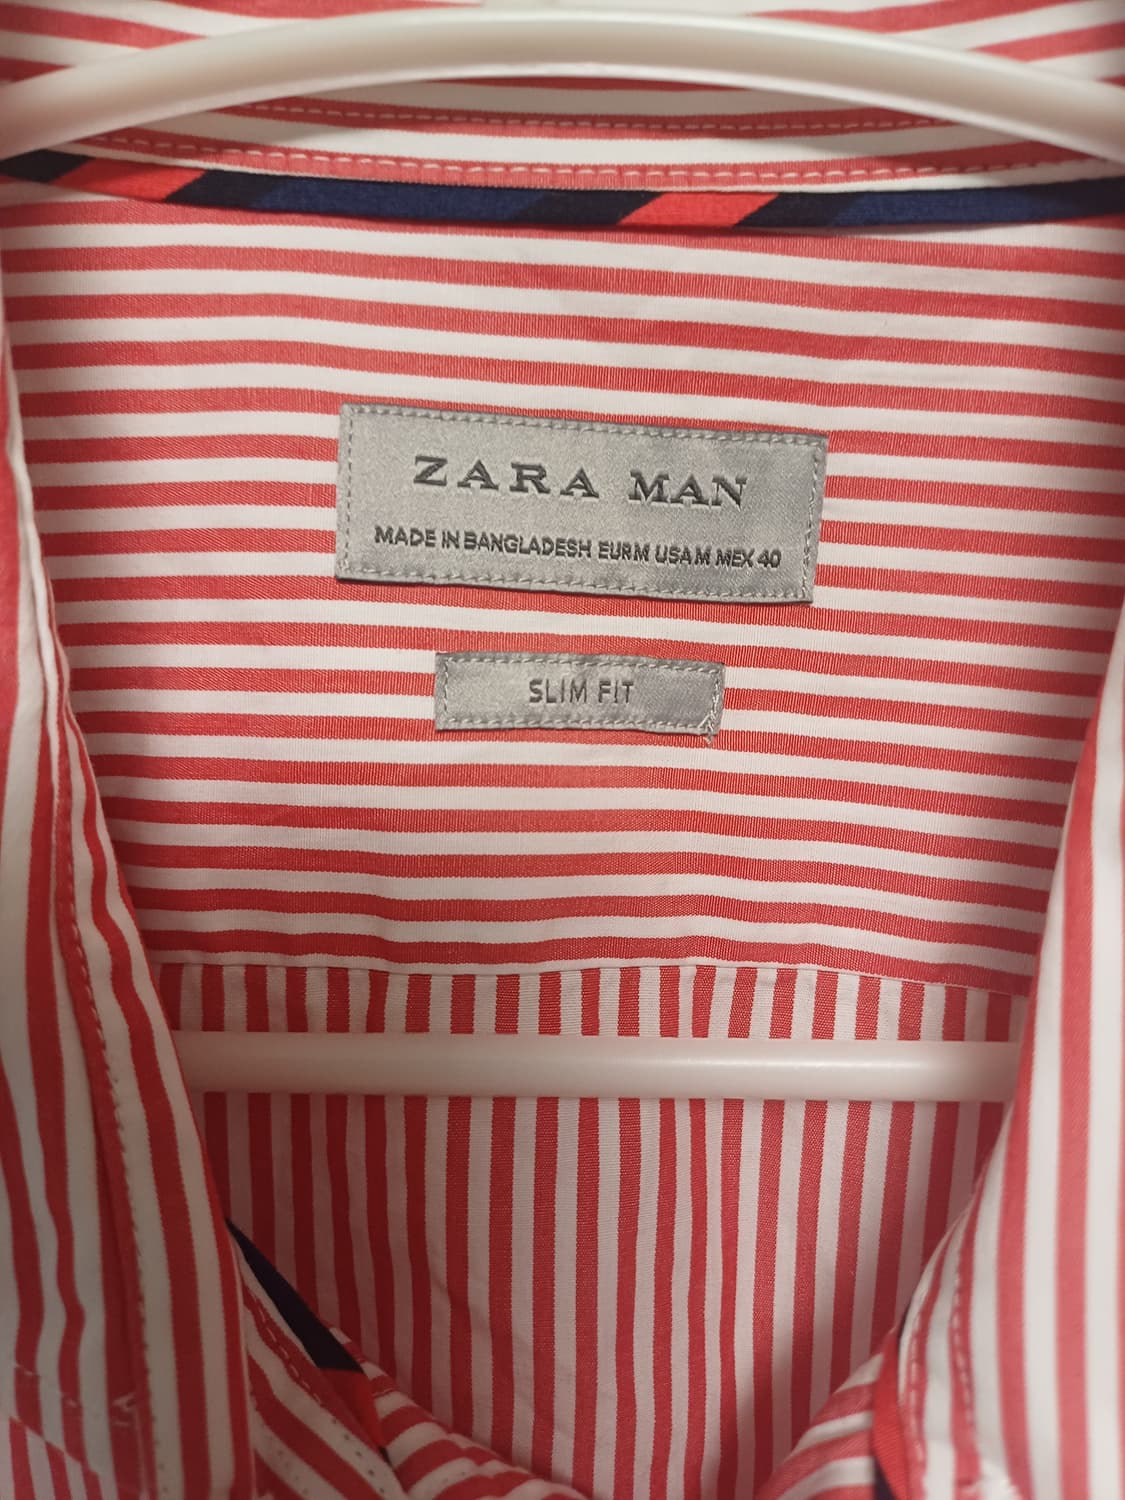 ZARA MAN
MADE IN BANGLADESH EUR M USA M MEX 40
SLIM FIT